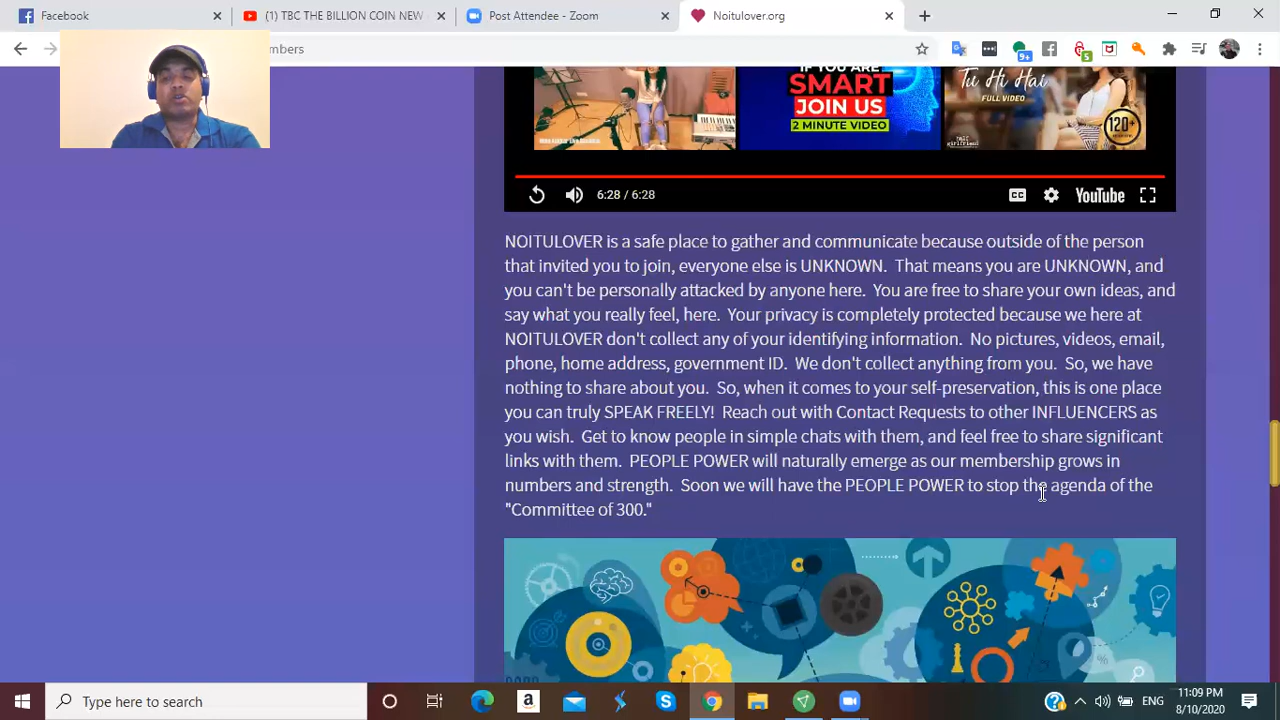 Facebook
(1) TBC THE BILLION COIN NEW
Post Attendee - Zoom
Noitulover.org
mbers
9+
5
IF YOU ARE
SMART
JOIN US
2 MINUTE VIDEO
Tu Hi Hai
FULL VIDEO
120+
half
girlfriend
6:28 / 6:28
CC
YouTube
NOITULOVER is a safe place to gather and communicate because outside of the person
that invited you to join, everyone else is UNKNOWN.  That means you are UNKNOWN, and
you can't be personally attacked by anyone here.  You are free to share your own ideas, and
say what you really feel, here.  Your privacy is completely protected because we here at
NOITULOVER don't collect any of your identifying information.  No pictures, videos, email,
phone, home address, government ID.  We don't collect anything from you.  So, we have
nothing to share about you.  So, when it comes to your self-preservation, this is one place
you can truly SPEAK FREELY!  Reach out with Contact Requests to other INFLUENCERS as
you wish.  Get to know people in simple chats with them, and feel free to share significant
links with them.  PEOPLE POWER will naturally emerge as our membership grows in
numbers and strength.  Soon we will have the PEOPLE POWER to stop the agenda of the
"Committee of 300."
%
Type here to search
ENG
11:09 PM
8/10/2020